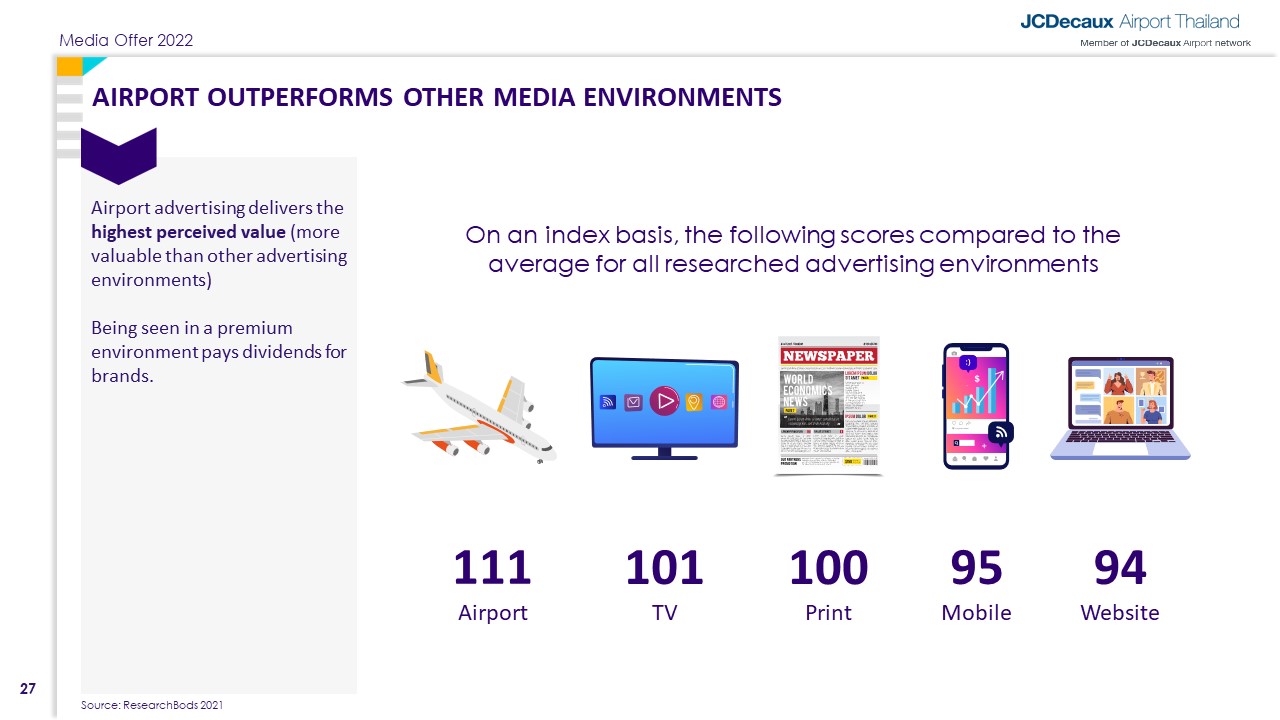 Media Offer 2022
JCDecaux Airport Thailand
Member of JCDecaux Airport network
AIRPORT OUTPERFORMS OTHER MEDIA ENVIRONMENTS
Airport advertising delivers the
highest perceived value (more
valuable than other advertising
environments)
Being seen in a premium
environment pays dividends for
brands.
On an index basis, the following scores compared to the
average for all researched advertising environments
NEWSPAPER
WORLD
ECONOMICS
NEWS
$
111
101
100
95
94
Airport
TV
Print
Mobile
Website
27
Source: ResearchBods 2021